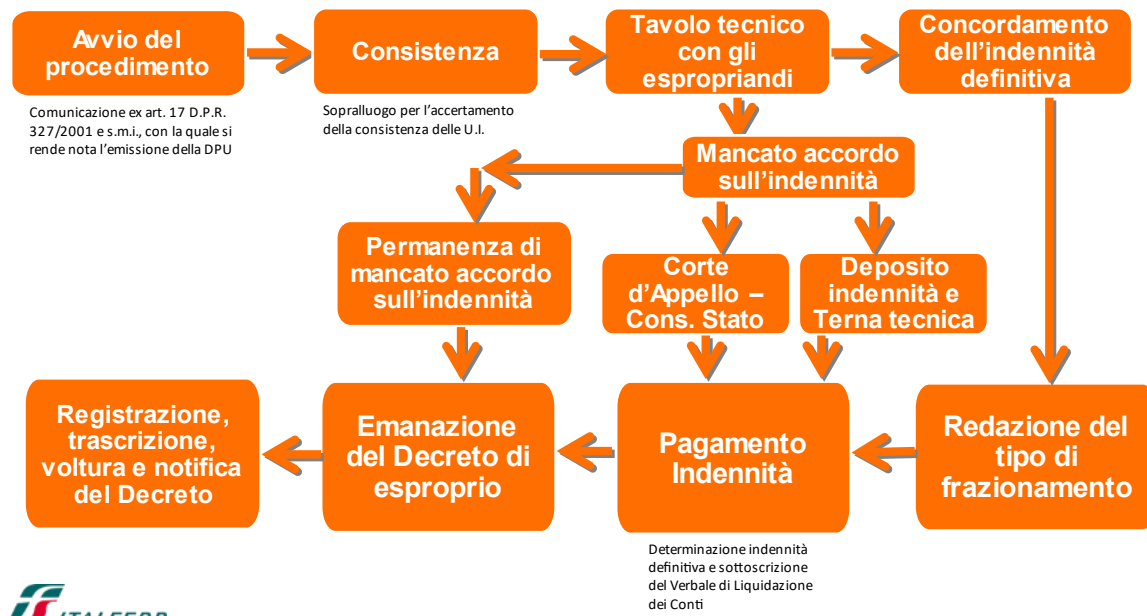 Avvio del
procedimento
Consistenza
Tavolo tecnico
con gli
espropriandi
Concordamento
dell'indennità
definitiva
Comunicazione ex art. 17 D.P.R.
327/2001 e s.m.i., con la quale si
rende nota l'emissione della DPU
Sopralluogo per l'accertamento
della consistenza delle U.I.
Mancato accordo
sull'indennità
Permanenza di
mancato accordo
sull'indennità
Corte
d'Appello –
Cons. Stato
Deposito
indennità e
Terna tecnica
Registrazione,
trascrizione,
voltura e notifica
del Decreto
Emanazione
del Decreto di
esproprio
Pagamento
Indennità
Redazione del
tipo di
frazionamento
Determinazione indennità
definitiva e sottoscrizione
del Verbale di Liquidazione
dei Conti
ITALFERR